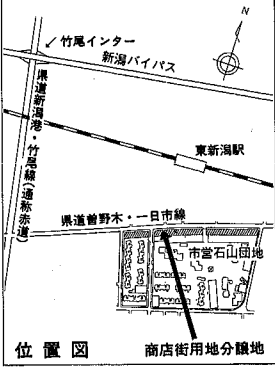 N
竹尾インター
新潟バイパス
県道新潟港・竹尾線(通称赤道)
東新潟駅
県道曽野木・一日市線
市営石山団地
位置図
商店街用地分譲地